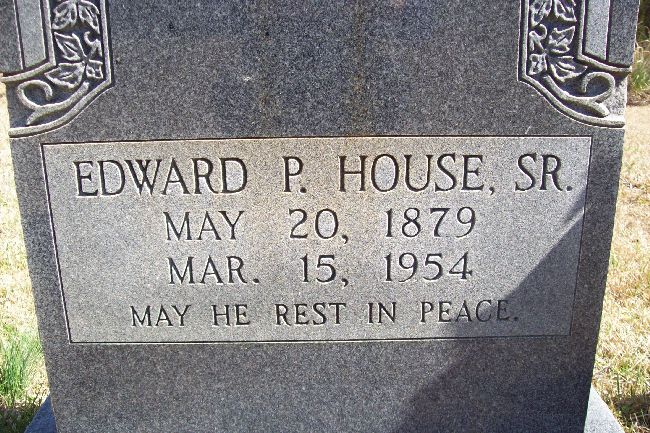 EDWARD P. HOUSE, SR.
MAY 20, 1879
MAR. 15, 1954
MAY HE REST IN PEACE.